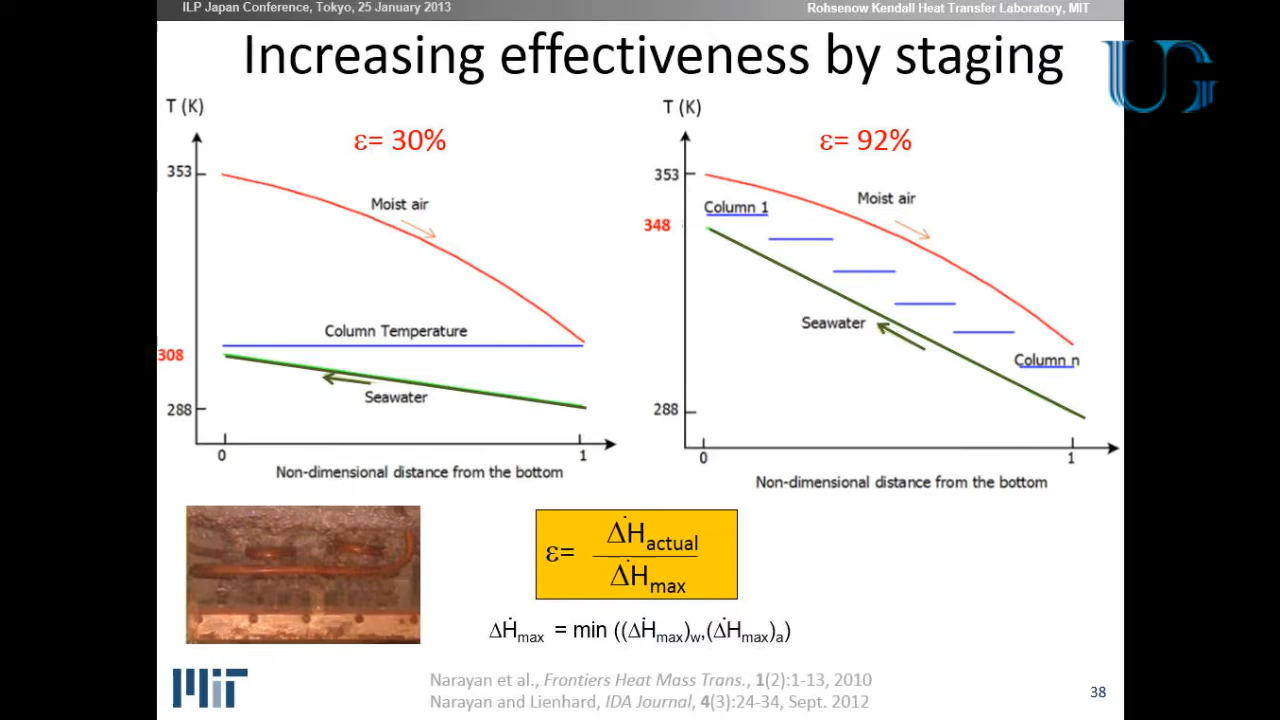 ILP Japan Conference, Tokyo, 25 January 2013
Rohsenow Kendall Heat Transfer Laboratory, MIT
Increasing effectiveness by staging
UG
T (K)
ε= 30%
353
Moist air
Column Temperature
308
Seawater
288
0
1
Non-dimensional distance from the bottom
T (K)
ε= 92%
353
Column 1
Moist air
348
Seawater
Column n
288
0
1
Non-dimensional distance from the bottom
ε= ΔḢactual
ΔḢmax
ΔḢmax = min ((ΔḢmax)w,(ΔḢmax)a)
MIT
Narayan et al., Frontiers Heat Mass Trans., 1(2):1-13, 2010
Narayan and Lienhard, IDA Journal, 4(3):24-34, Sept. 2012
38